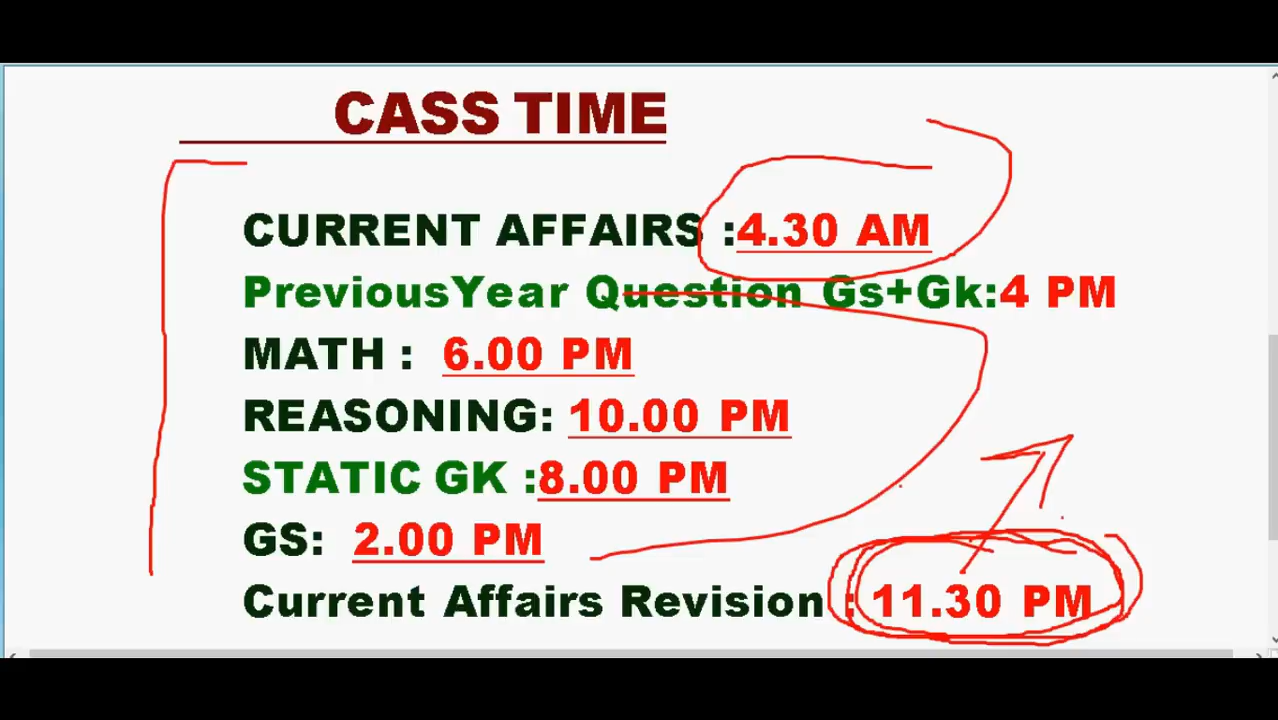 CASS TIME
CURRENT AFFAIRS :4.30 AM
PreviousYear Question Gs+Gk:4 PM
MATH : 6.00 PM
REASONING: 10.00 PM
STATIC GK :8.00 PM
GS: 2.00 PM
Current Affairs Revision : 11.30 PM